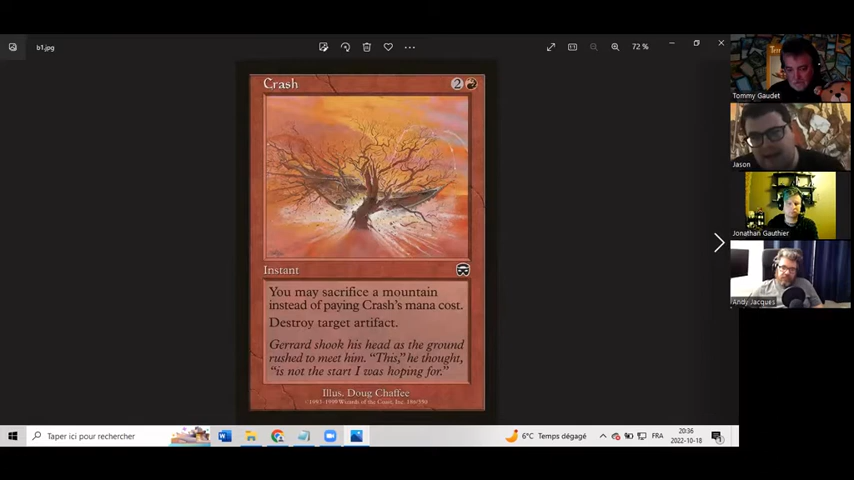 b1.jpg
72 %
Crash
2
Instant
You may sacrifice a mountain
instead of paying Crash's mana cost.
Destroy target artifact.
Gerrard shook his head as the ground
rushed to meet him. "This," he thought,
"is not the start I was hoping for."
Illus. Doug Chaffee
Tommy Gaudet
Jason
Jonathan Gauthier
Andy Jacques
Taper ici pour rechercher
6°C Temps dégagé
FRA
20:36
2022-10-18